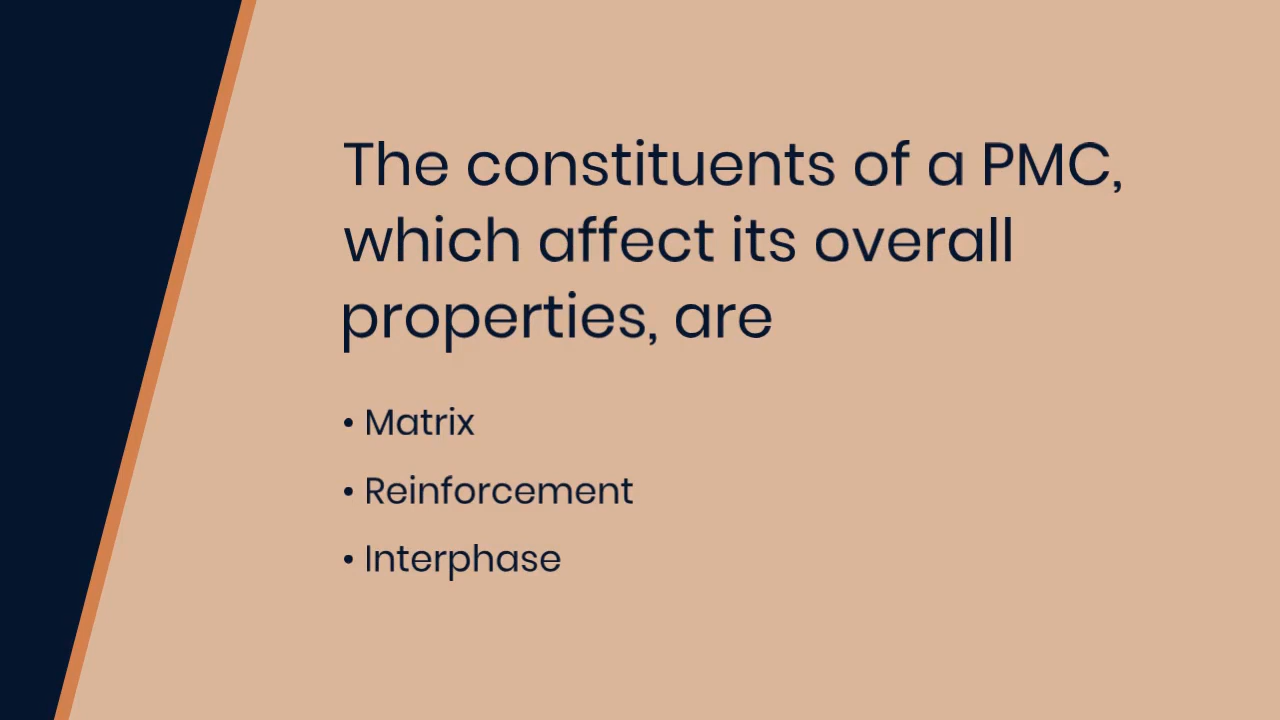 The constituents of a PMC,
which affect its overall
properties, are
• Matrix
• Reinforcement
• Interphase